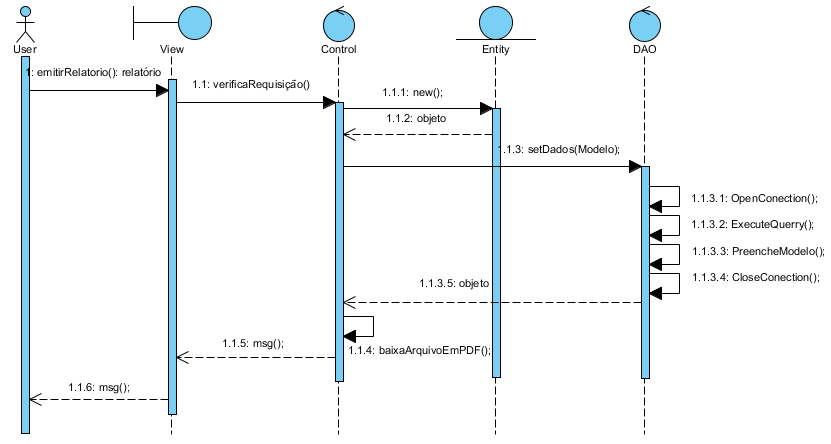 User
View
Control
Entity
DAO
1: emitirRelatorio(): relatório
1.1: verificaRequisição()
1.1.1: new();
1.1.2: objeto
1.1.3: setDados(Modelo);
1.1.3.1: OpenConection();
1.1.3.2: ExecuteQuerry();
1.1.3.3: PreencheModelo();
1.1.3.4: CloseConection();
1.1.3.5: objeto
1.1.4: baixaArquivoEmPDF();
1.1.5: msg();
1.1.6: msg();